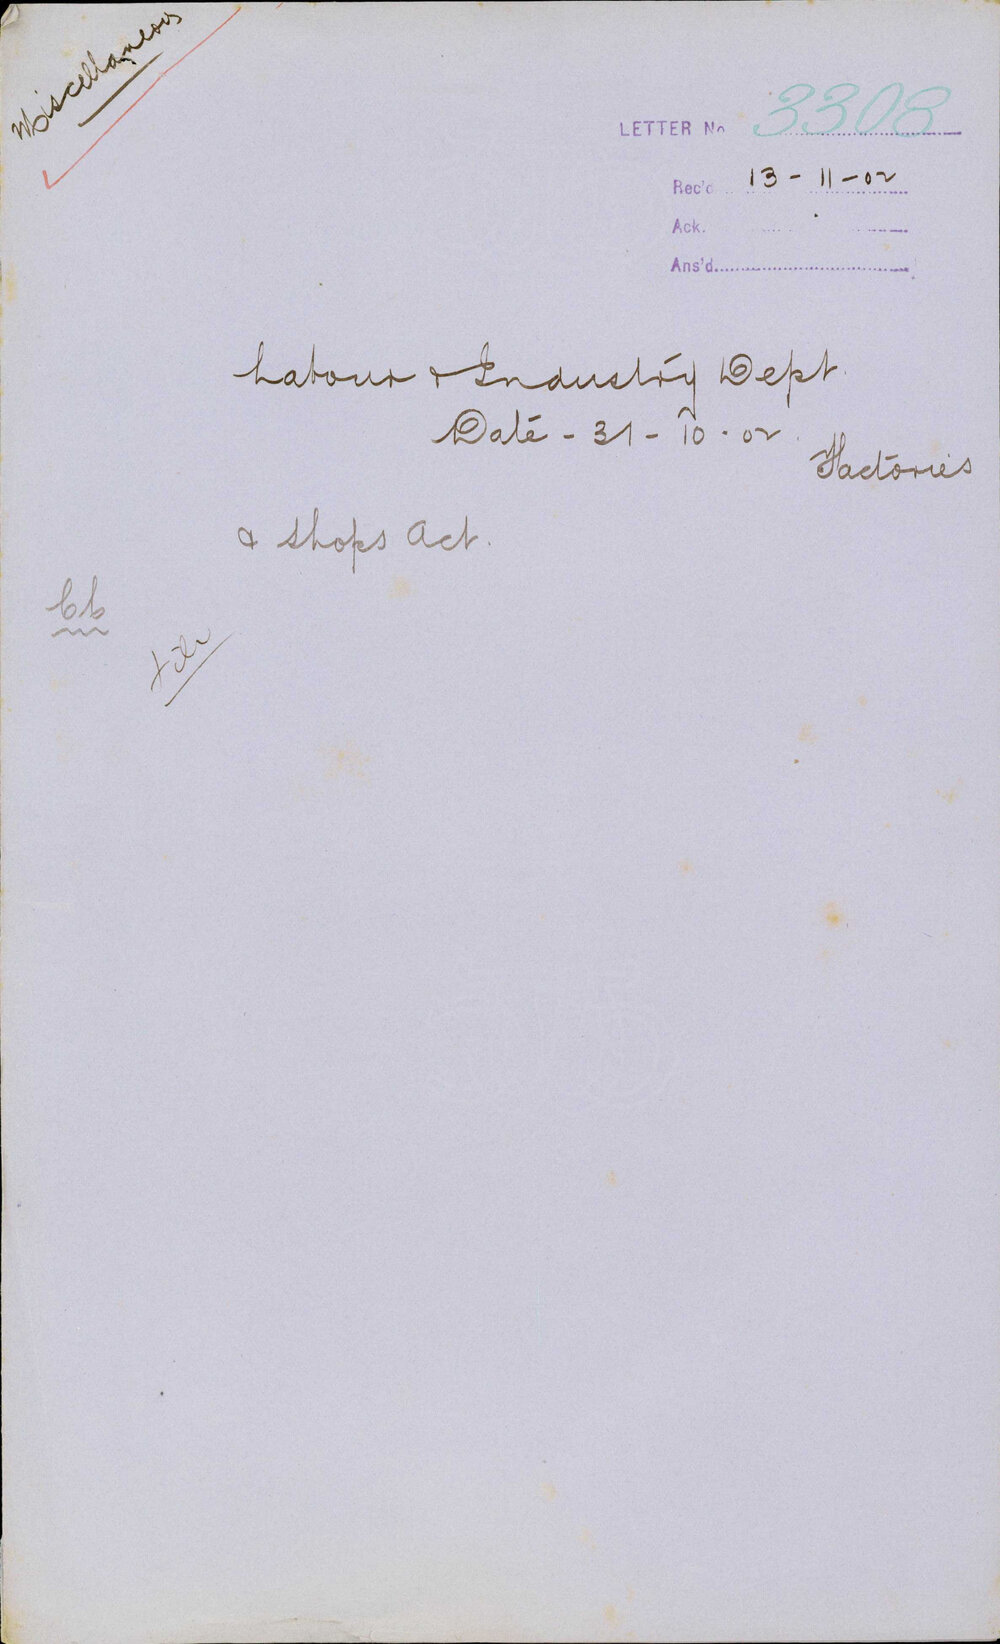 Miscellaneous
LETTER No 3308
Rec'd 13-11-02
Ack.
Ans'd
Labour & Industry Dept.
Date - 31-10-02.
Factories
& Shops Act.
File